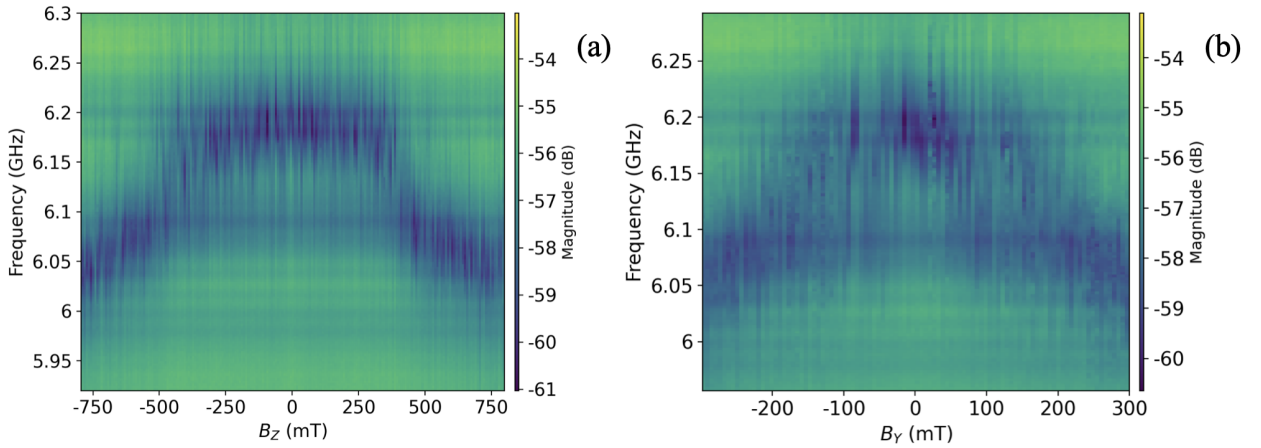 (a)
6.3
6.25
6.2
6.15
6.1
6.05
6
5.95
Frequency (GHz)
-750 -500 -250 0 250 500 750
B_Z (mT)
-54
-55
-56
-57
-58
-59
-60
-61
Magnitude (dB)
(b)
6.25
6.2
6.15
6.1
6.05
6
Frequency (GHz)
-200 -100 0 100 200 300
B_Y (mT)
-54
-55
-56
-57
-58
-59
-60
Magnitude (dB)